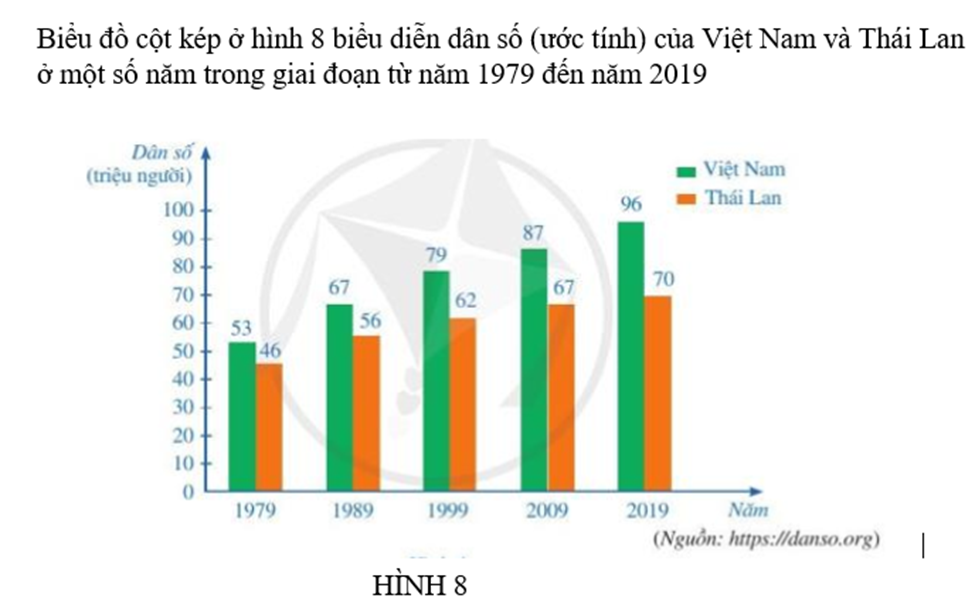 Biểu đồ cột kép ở hình 8 biểu diễn dân số (ước tính) của Việt Nam và Thái Lan
ở một số năm trong giai đoạn từ năm 1979 đến năm 2019
Dân số
(triệu người)
Việt Nam
Thái Lan
100
90
80
70
60
50
40
30
20
10
0
53
46
67
56
79
62
87
67
96
70
1979
1989
1999
2009
2019
Năm
(Nguồn: https://danso.org)
HÌNH 8